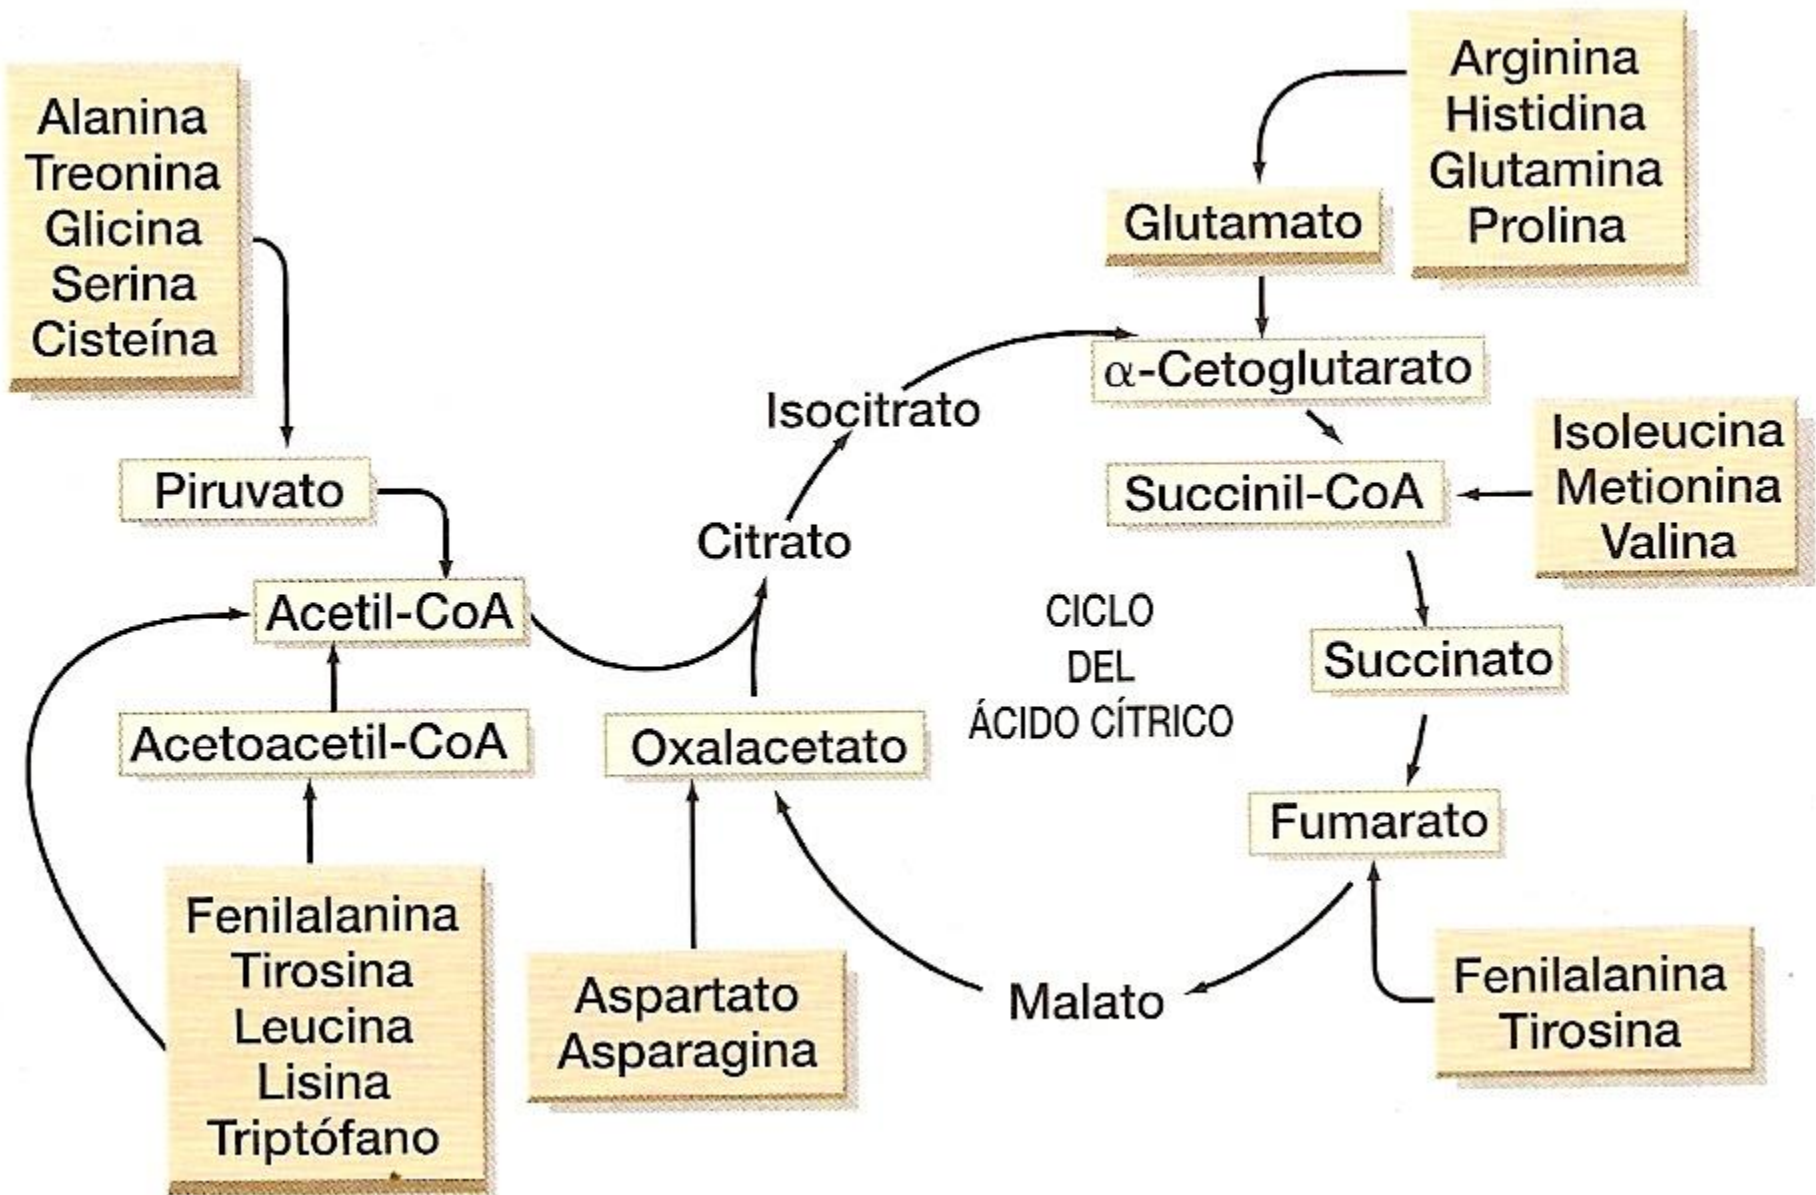 Alanina
Treonina
Glicina
Serina
Cisteína
Piruvato
Acetil-CoA
Acetoacetil-CoA
Fenilalanina
Tirosina
Leucina
Lisina
Triptófano
Arginina
Histidina
Glutamina
Prolina
Glutamato
α-Cetoglutarato
Isocitrato
Citrato
Isoleucina
Metionina
Valina
Succinil-CoA
CICLO
DEL
ÁCIDO CÍTRICO
Succinato
Oxalacetato
Fumarato
Aspartato
Asparagina
Malato
Fenilalanina
Tirosina